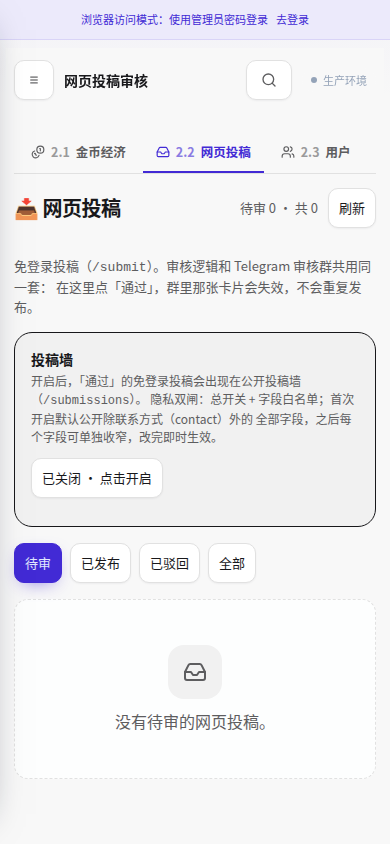 浏览器访问模式：使用管理员密码登录 去登录
网页投稿审核
生产环境
2.1 金币经济
2.2 网页投稿
2.3 用户
📥 网页投稿
待审 0 · 共 0
刷新
免登录投稿（/submit）。审核逻辑和 Telegram 审核群共用同
一套： 在这里点「通过」，群里那张卡片会失效，不会重复发
布。
投稿墙
开启后，「通过」的免登录投稿会出现在公开投稿墙
（/submissions）。 隐私双闸：总开关 + 字段白名单；首次
开启默认公开除联系方式（contact）外的 全部字段，之后每
个字段可单独收窄，改完即时生效。
已关闭 · 点击开启
待审
已发布
已驳回
全部
没有待审的网页投稿。